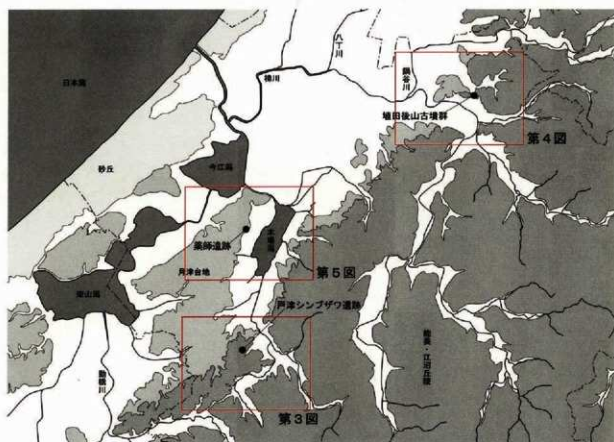 八丁川
日本海
梯川
鍋谷川
埴田後山古墳群
第４図
砂丘
今江潟
木場潟
薬師遺跡
月津台地
第５図
柴山潟
戸津シンブザワ遺跡
能美・江沼丘陵
動橋川
第３図